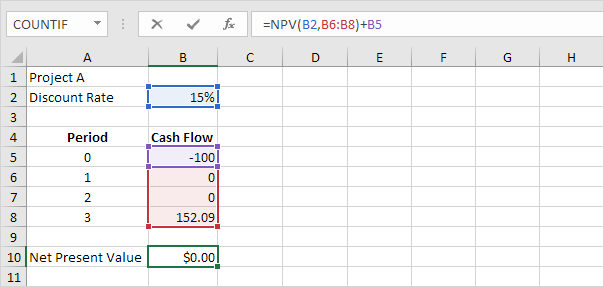 COUNTIF fx =NPV(B2,B6:B8)+B5
A B C D E F G H
1 Project A
2 Discount Rate 15%
3
4 Period Cash Flow
5 0 -100
6 1 0
7 2 0
8 3 152.09
9
10 Net Present Value $0.00
11